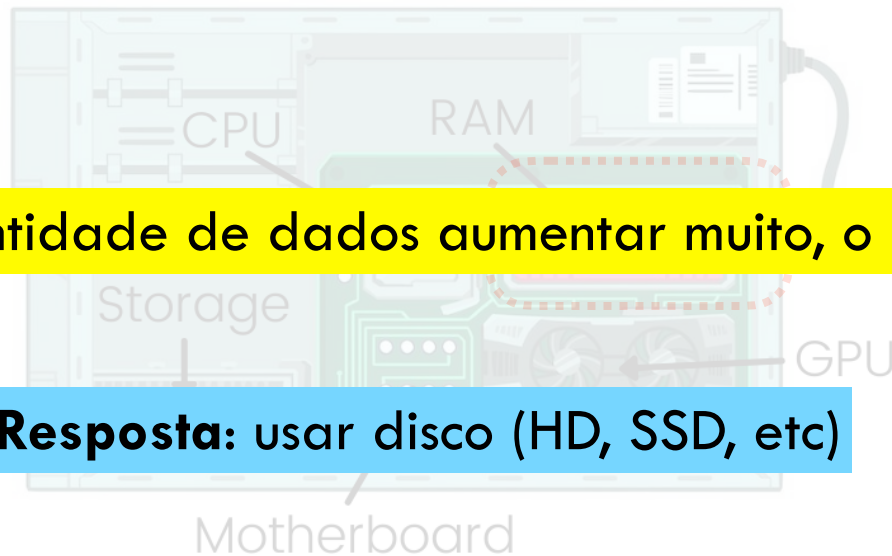 CPU
RAM
ntidade de dados aumentar muito, o
Storage
GPU
Resposta: usar disco (HD, SSD, etc)
Motherboard